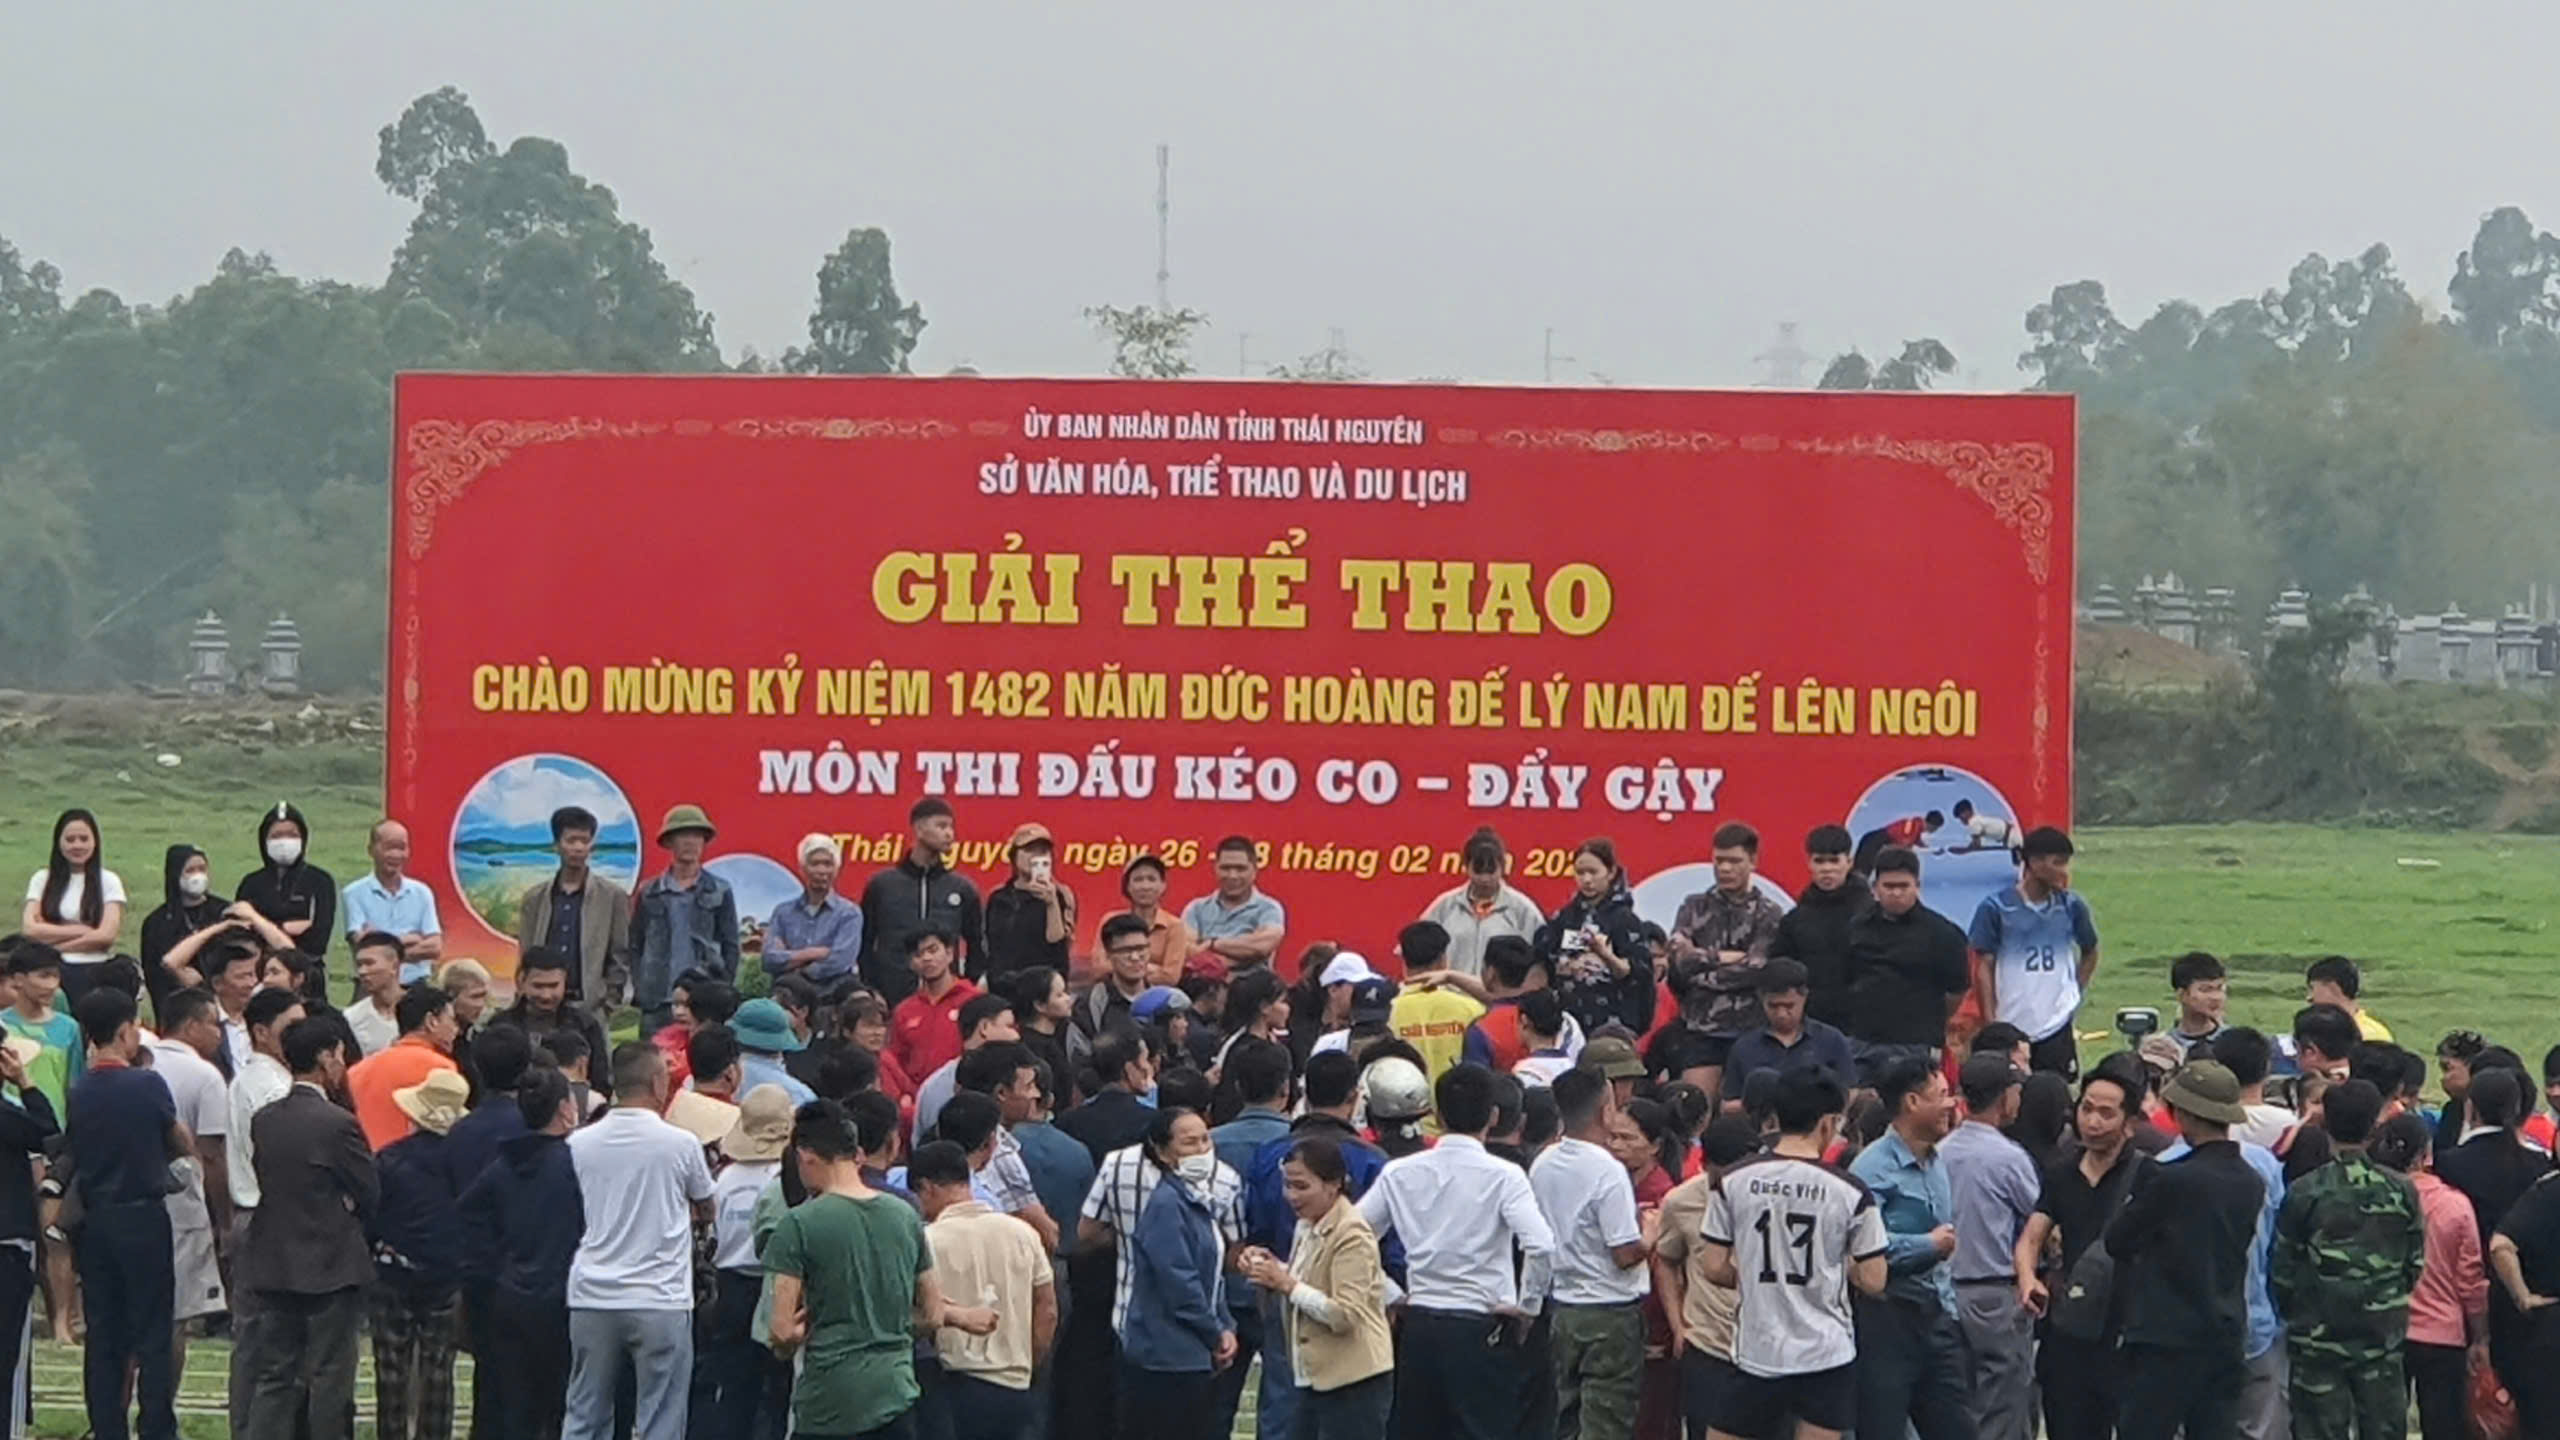 ỦY BAN NHÂN DÂN TỈNH THÁI NGUYÊN
SỞ VĂN HÓA, THỂ THAO VÀ DU LỊCH
GIẢI THỂ THAO
CHÀO MỪNG KỶ NIỆM 1482 NĂM ĐỨC HOÀNG ĐẾ LÝ NAM ĐẾ LÊN NGÔI
MÔN THI ĐẤU KÉO CO - ĐẨY GẬY
Thái ngày 26 - tháng 02
28
Quốc Việt
13